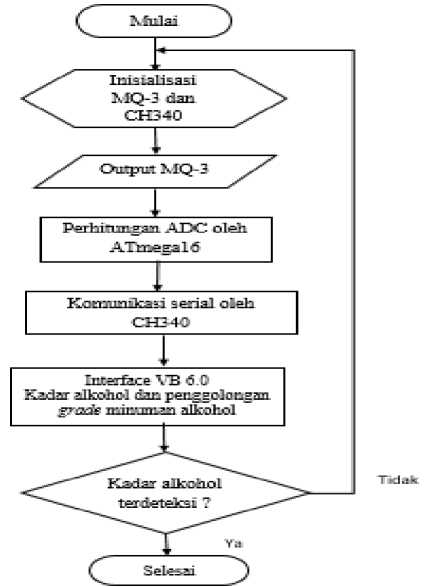 Mulai
Inisialisasi
MQ-3 dan
CH340
Output MQ-3
Perhitungan ADC oleh
ATmega16
Komunikasi serial oleh
CH340
Interface VB 6.0
Kadar alkohol dan penggolongan
grade minuman alkohol
Kadar alkohol
terdeteksi ?
Tidak
Ya
Selesai